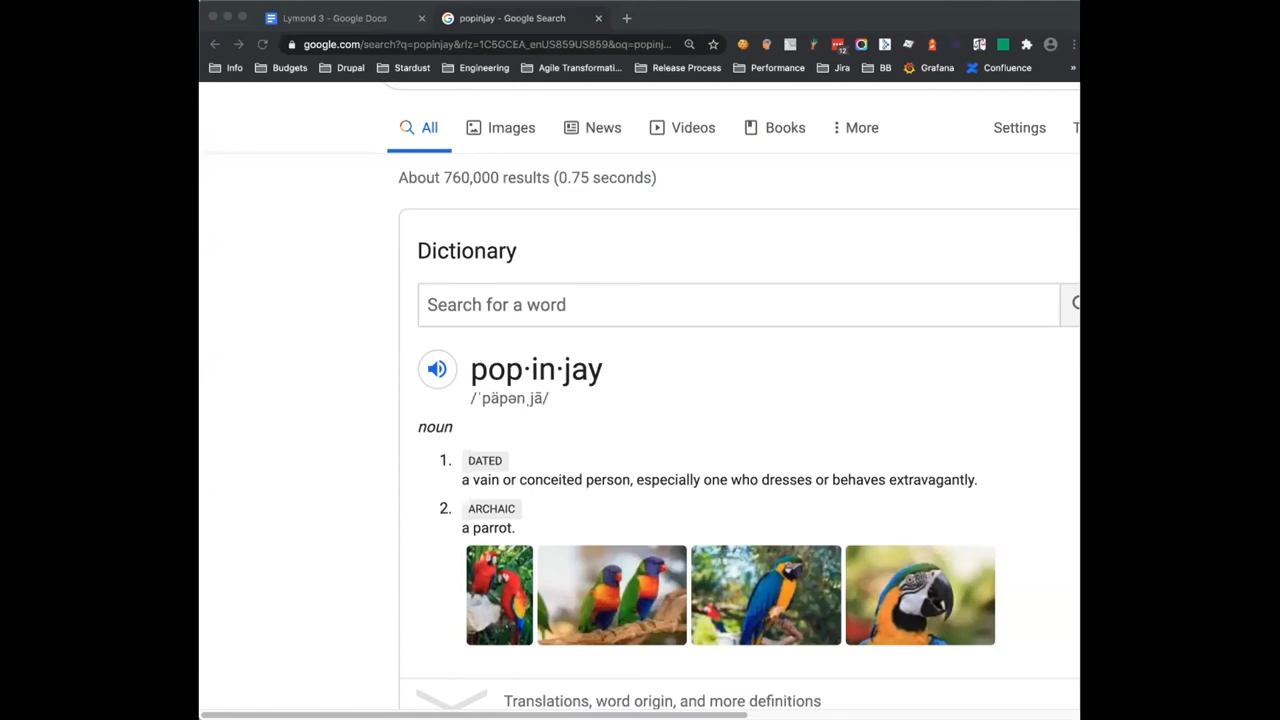 Lymond 3 - Google Docs
popinjay - Google Search
google.com/search?q=popinjay&rlz=1C5GCEA_enUS859US859&oq=popinj...
12
Info Budgets Drupal Stardust Engineering Agile Transformati... Release Process Performance Jira BB Grafana Confluence »
All Images News Videos Books More Settings T
About 760,000 results (0.75 seconds)
Dictionary
Search for a word
pop·in·jay
/ˈpäpənˌjā/
noun
1. DATED
a vain or conceited person, especially one who dresses or behaves extravagantly.
2. ARCHAIC
a parrot.
Translations, word origin, and more definitions